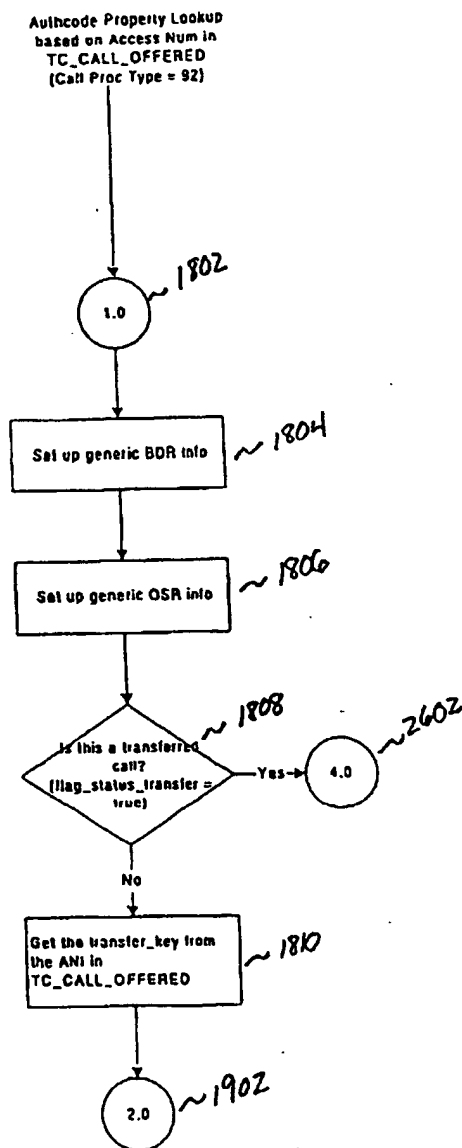 Authcode Property Lookup
based on Access Num in
TC_CALL_OFFERED
(Call Proc Type = 92)
1802
1.0
Set up generic BDR info
1804
Set up generic OSR info
1806
1808
Is this a transferred
call?
(flag_status_transfer =
true)
Yes
4.0
2602
No
Get the transfer_key from
the ANI in
TC_CALL_OFFERED
1810
2.0
1902